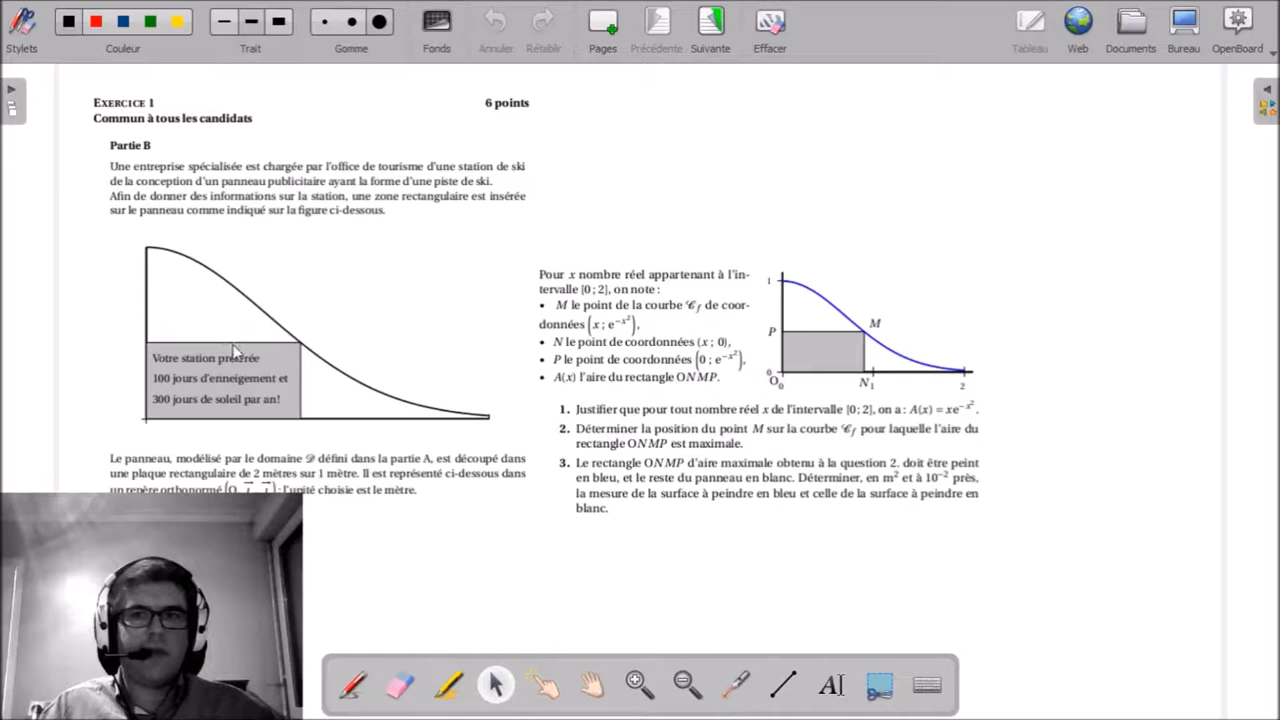 Stylets
Couleur
Trait
Gomme
Fonds
Annuler
Rétablir
Pages
Précédente
Suivante
Effacer
Tableau
Web
Documents
Bureau
OpenBoard
EXERCICE 1 6 points
Commun à tous les candidats
Partie B
Une entreprise spécialisée est chargée par l'office de tourisme d'une station de ski
de la conception d'un panneau publicitaire ayant la forme d'une piste de ski.
Afin de donner des informations sur la station, une zone rectangulaire est insérée
sur le panneau comme indiqué sur la figure ci-dessous.
Votre station préférée
100 jours d'enneigement et
300 jours de soleil par an!
Le panneau, modélisé par le domaine 𝒟 défini dans la partie A, est découpé dans
une plaque rectangulaire de 2 mètres sur 1 mètre. Il est représenté ci-dessous dans
un repère orthonormé (O, i, j) ; l'unité choisie est le mètre.
Pour x nombre réel appartenant à l'in-
tervalle [0 ; 2], on note :
• M le point de la courbe 𝒞f de coor-
données (x ; e^{-x²}),
• N le point de coordonnées (x ; 0),
• P le point de coordonnées (0 ; e^{-x²}),
• A(x) l'aire du rectangle ONMP.
1
M
P
0
O
0
N
1
2
1. Justifier que pour tout nombre réel x de l'intervalle [0 ; 2], on a : A(x) = xe^{-x²}.
2. Déterminer la position du point M sur la courbe 𝒞f pour laquelle l'aire du
rectangle ONMP est maximale.
3. Le rectangle ONMP d'aire maximale obtenu à la question 2. doit être peint
en bleu, et le reste du panneau en blanc. Déterminer, en m² et à 10⁻² près,
la mesure de la surface à peindre en bleu et celle de la surface à peindre en
blanc.
AI